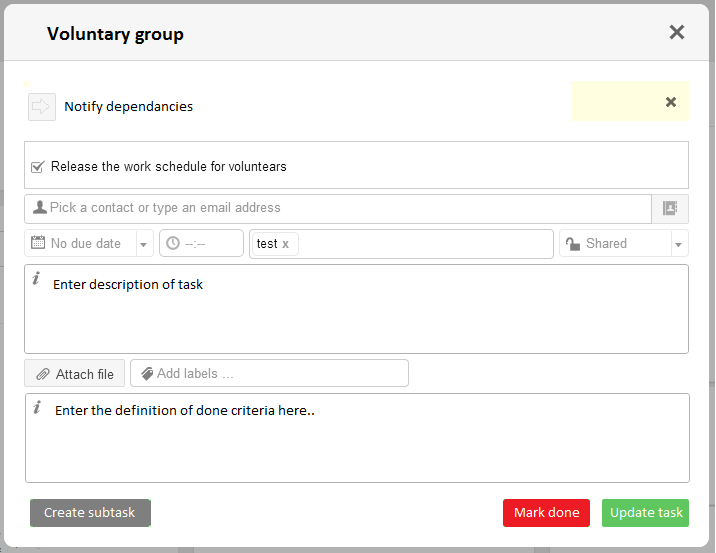 Voluntary group
Notify dependancies
Release the work schedule for voluntears
Pick a contact or type an email address
No due date
--:--
test x
Shared
Enter description of task
Attach file
Add labels ...
Enter the definition of done criteria here..
Create subtask
Mark done
Update task